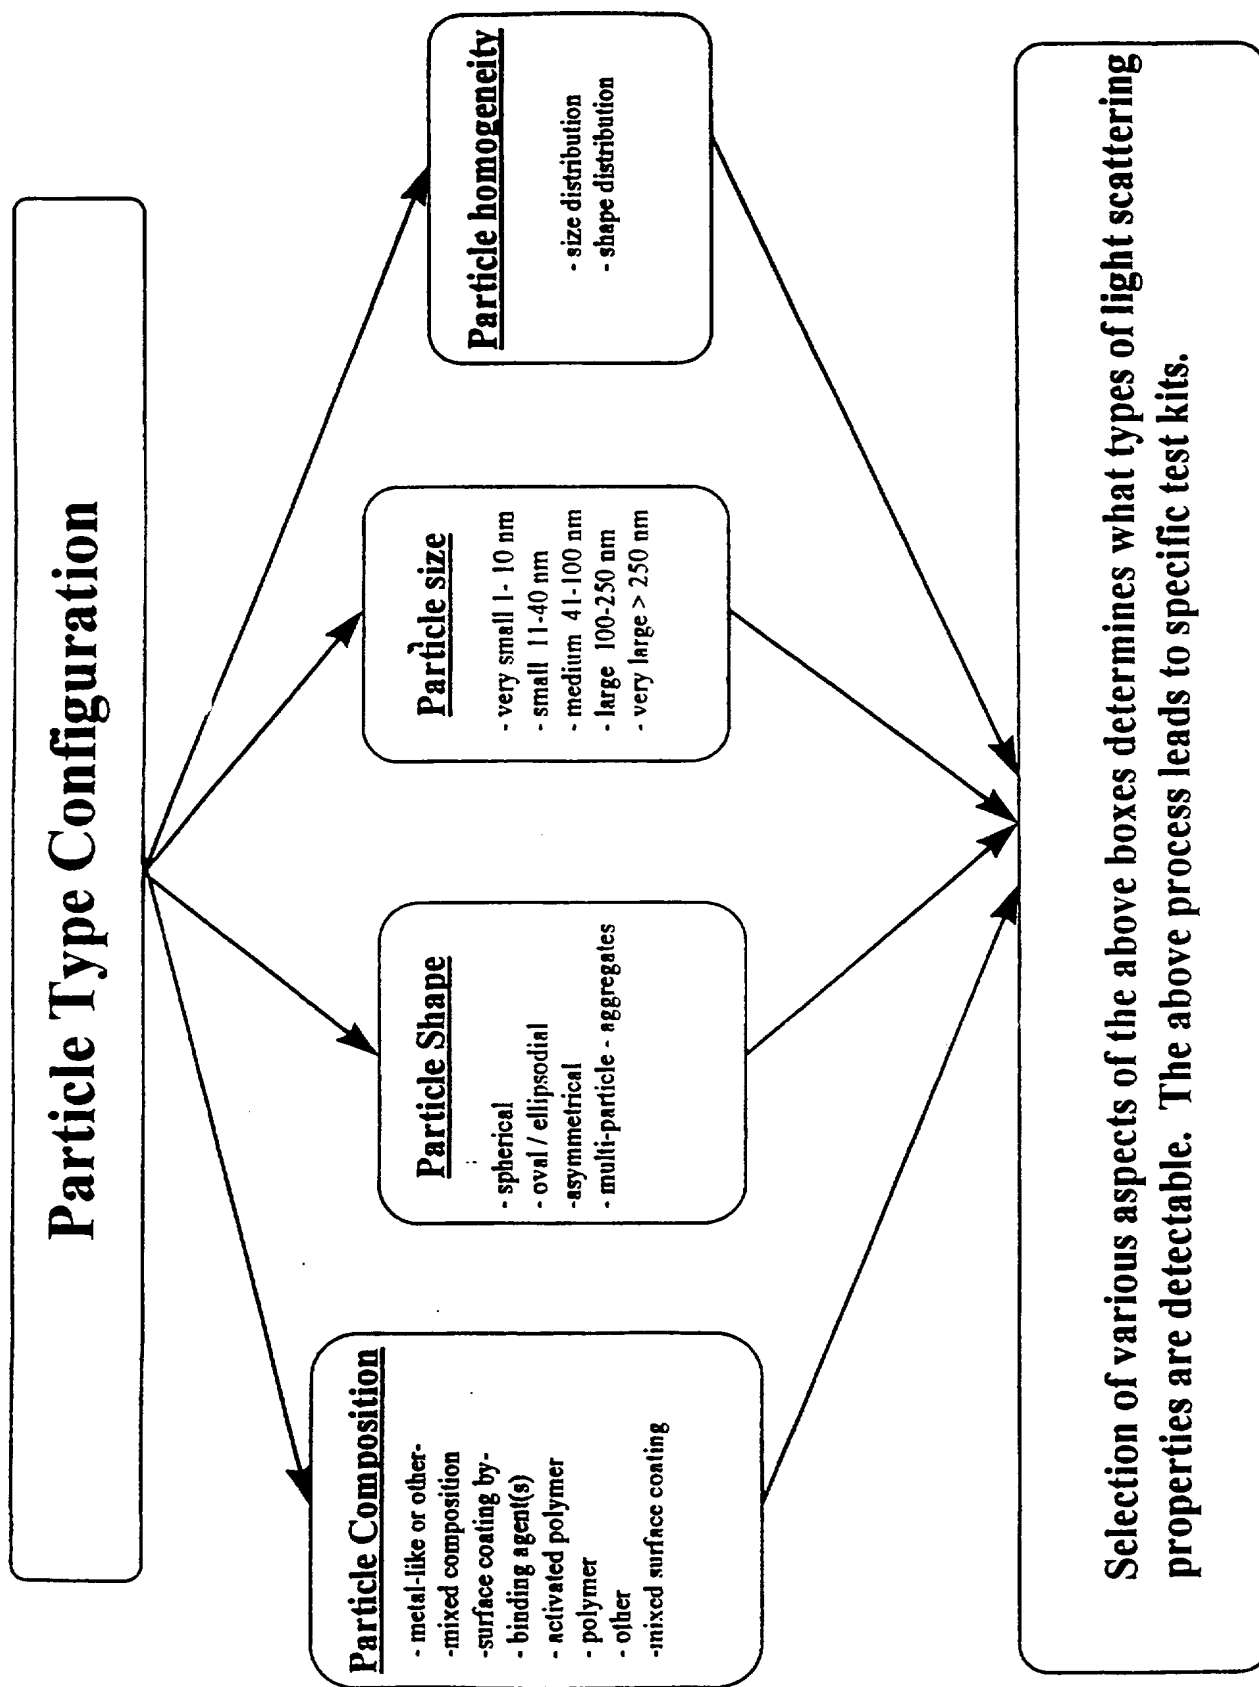 Particle Type Configuration
Particle Composition
- metal-like or other-
-mixed composition
-surface coating by-
- binding agent(s)
- activated polymer
- polymer
- other
-mixed surface coating
Particle Shape
- spherical
- oval / ellipsodial
-asymmetrical
- multi-particle - aggregates
Particle size
- very small 1- 10 nm
- small 11-40 nm
- medium 41-100 nm
- large 100-250 nm
- very large > 250 nm
Particle homogeneity
- size distribution
- shape distribution
Selection of various aspects of the above boxes determines what types of light scattering
properties are detectable. The above process leads to specific test kits.